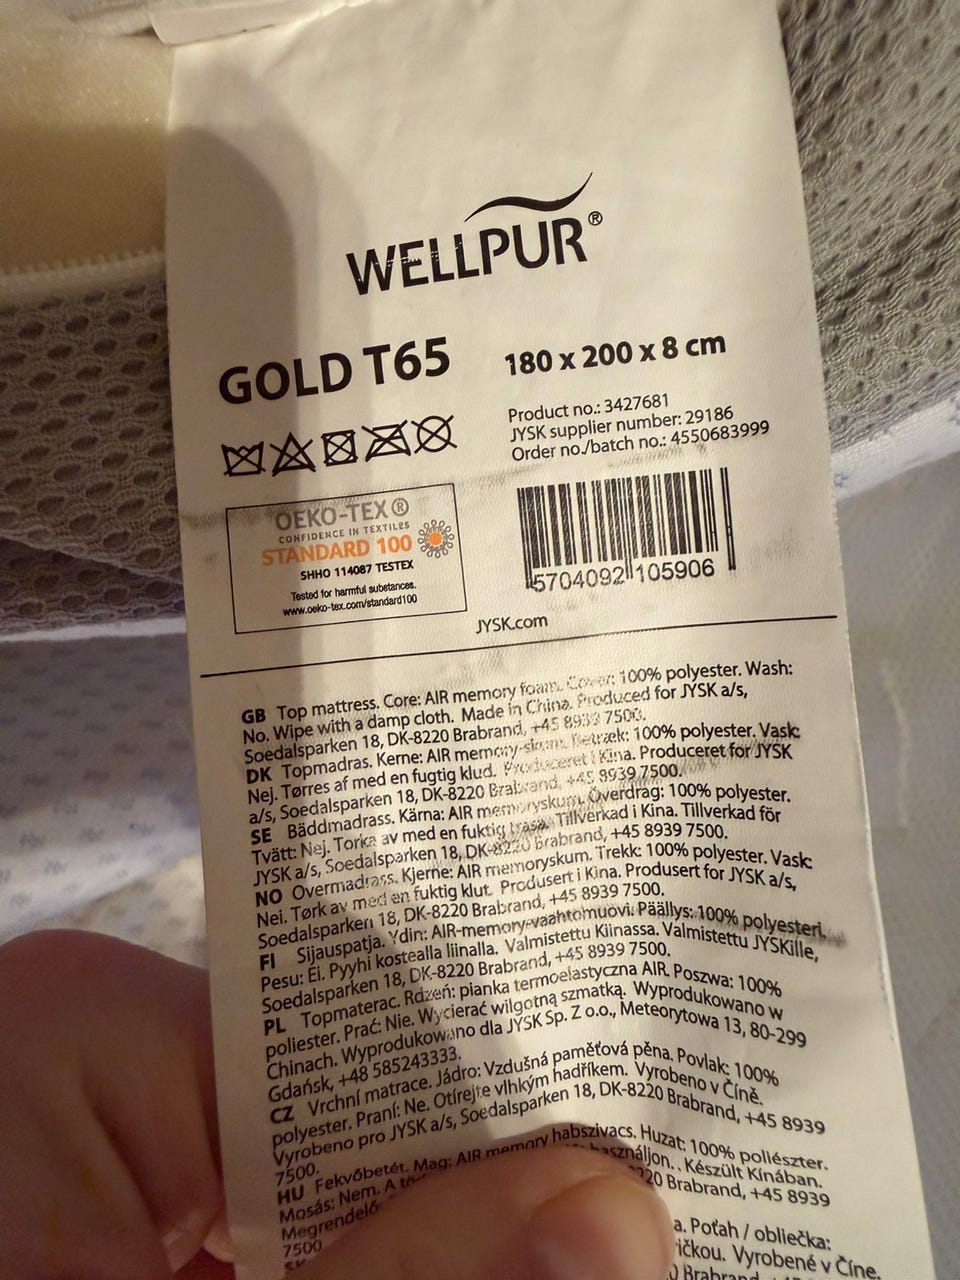 WELLPUR®
GOLD T65
180 x 200 x 8 cm
Product no.: 3427681
JYSK supplier number: 29186
Order no./batch no.: 4550683999
OEKO-TEX®
CONFIDENCE IN TEXTILES
STANDARD 100
SHHO 114087 TESTEX
Tested for harmful substances.
www.oeko-tex.com/standard100
5704092 105906
JYSK.com
GB Top mattress. Core: AIR memory foam. Cover: 100% polyester. Wash:
No. Wipe with a damp cloth. Made in China. Produced for JYSK a/s,
Soedalsparken 18, DK-8220 Brabrand, +45 8939 7500.
DK Topmadras. Kerne: AIR memory-skum. Betræk: 100% polyester. Vask:
Nej. Tørres af med en fugtig klud. Produceret i Kina. Produceret for JYSK
a/s, Soedalsparken 18, DK-8220 Brabrand, +45 8939 7500.
SE Bäddmadrass. Kärna: AIR memoryskum. Överdrag: 100% polyester.
Tvätt: Nej. Torka av med en fuktig trasa. Tillverkad i Kina. Tillverkad för
JYSK a/s, Soedalsparken 18, DK-8220 Brabrand, +45 8939 7500.
NO Overmadrass. Kjerne: AIR memoryskum. Trekk: 100% polyester. Vask:
Nei. Tørk av med en fuktig klut. Produsert i Kina. Produsert for JYSK a/s,
Soedalsparken 18, DK-8220 Brabrand, +45 8939 7500.
FI Sijauspatja. Ydin: AIR-memory-vaahtomuovi. Päällys: 100% polyesteri.
Pesu: Ei. Pyyhi kostealla liinalla. Valmistettu Kiinassa. Valmistettu JYSKille,
Soedalsparken 18, DK-8220 Brabrand, +45 8939 7500.
PL Topmaterac. Rdzeń: pianka termoelastyczna AIR. Poszwa: 100%
poliester. Prać: Nie. Wycierać wilgotną szmatką. Wyprodukowano w
Chinach. Wyprodukowano dla JYSK Sp. Z o.o., Meteorytowa 13, 80-299
Gdańsk, +48 585243333.
CZ Vrchní matrace. Jádro: Vzdušná paměťová pěna. Povlak: 100%
polyester. Praní: Ne. Otírejte vlhkým hadříkem. Vyrobeno v Číně.
Vyrobeno pro JYSK a/s, Soedalsparken 18, DK-8220 Brabrand, +45 8939
7500.
HU Fekvőbetét. Mag: AIR memory habszivacs. Huzat: 100% poliészter.
Mosás: Nem. A használjon. . Készült Kínában.
Megrendelő Brabrand, +45 8939
7500
SK a. Poťah / obliečka:
Vyrobené v Číne.
Brabrand, +45